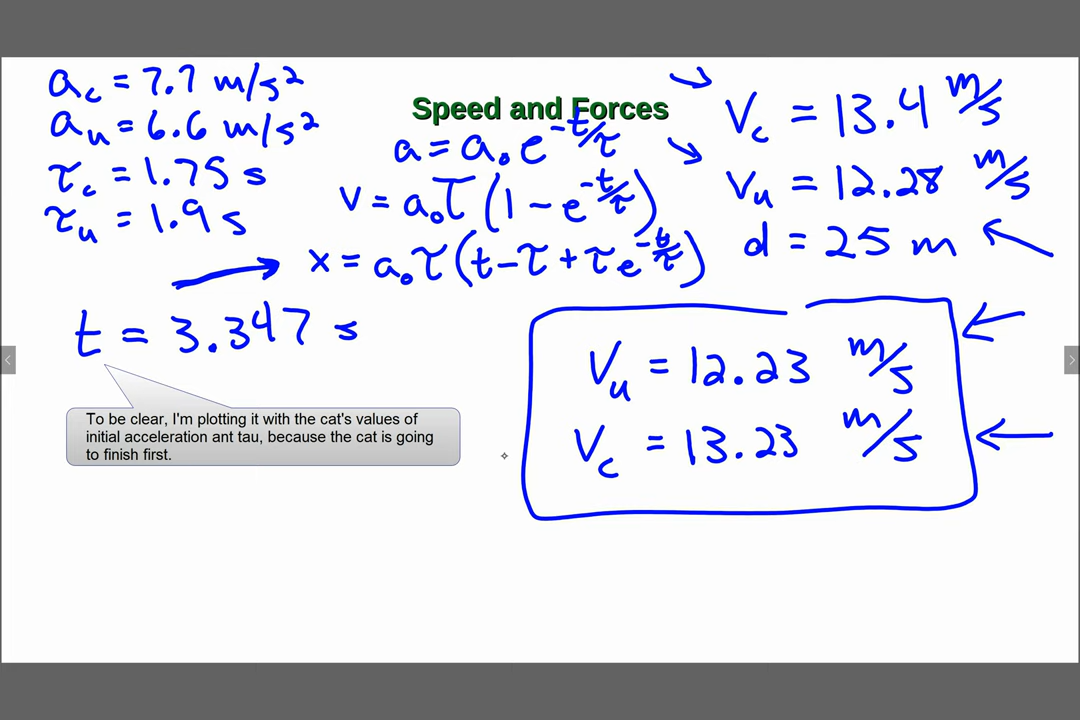 a_c = 7.7 m/s²
a_u = 6.6 m/s²
τ_c = 1.75 s
τ_u = 1.9 s
Speed and Forces
a = a₀ e^(-t/τ)
v = a₀τ (1 - e^(-t/τ))
x = a₀τ (t - τ + τe^(-t/τ))
V_c = 13.4 m/s
V_u = 12.28 m/s
d = 25 m
t = 3.347 s
To be clear, I'm plotting it with the cat's values of
initial acceleration ant tau, because the cat is going
to finish first.
V_u = 12.23 m/s
V_c = 13.23 m/s